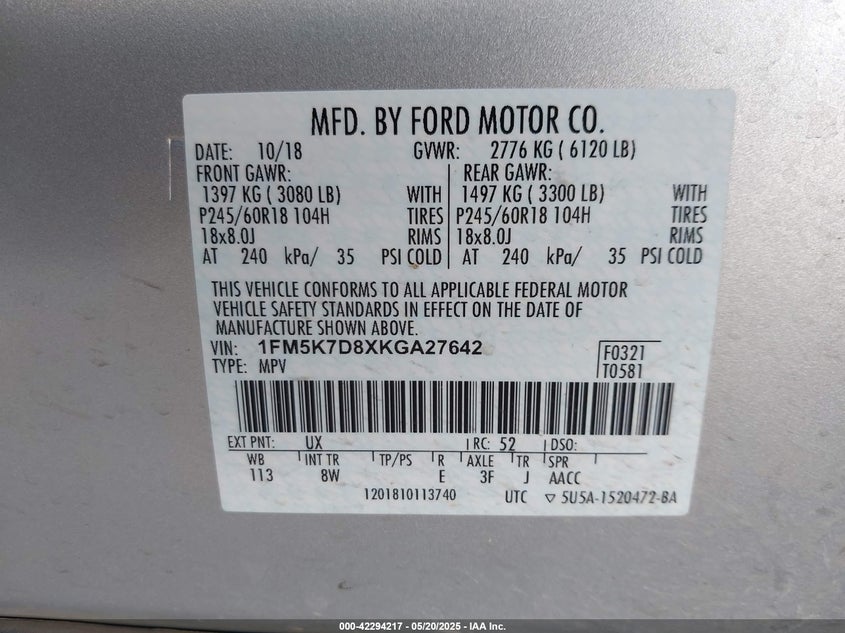 MFD. BY FORD MOTOR CO.
DATE: 10/18 GVWR: 2776 KG ( 6120 LB)
FRONT GAWR: REAR GAWR:
1397 KG ( 3080 LB) WITH 1497 KG ( 3300 LB) WITH
P245/60R18 104H TIRES P245/60R18 104H TIRES
18x8.0J RIMS 18x8.0J RIMS
AT 240 kPa/ 35 PSI COLD AT 240 kPa/ 35 PSI COLD
THIS VEHICLE CONFORMS TO ALL APPLICABLE FEDERAL MOTOR
VEHICLE SAFETY STANDARDS IN EFFECT ON THE DATE OF
MANUFACTURE SHOWN ABOVE.
VIN: 1FM5K7D8XKGA27642 F0321
TYPE: MPV T0581
EXT PNT: UX RC: 52 DSO:
WB INT TR TP/PS R AXLE TR SPR
113 8W E 3F J AACC
1201810113740 UTC ▽ 5U5A-1520472-BA
000-42294217 - 05/20/2025 - IAA Inc.